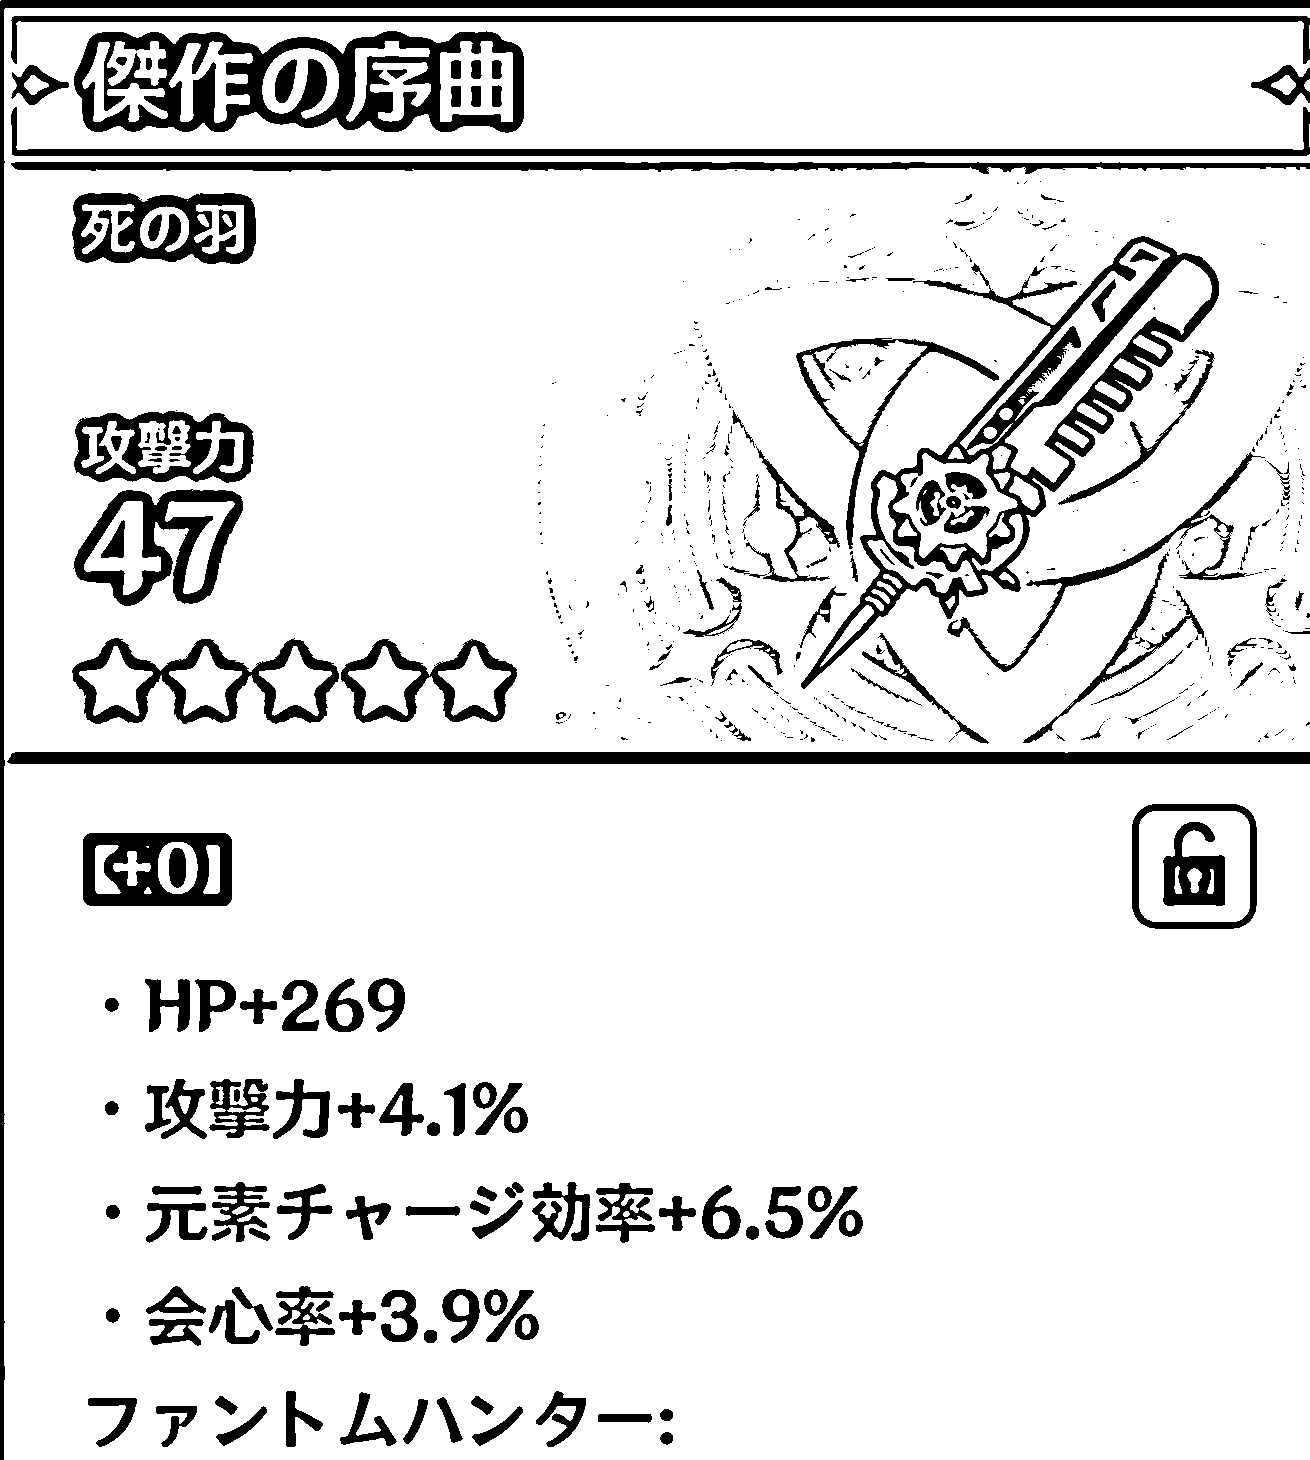 傑作の序曲
死の羽
攻撃力
47
【+0】
・HP+269
・攻撃力+4.1%
・元素チャージ効率+6.5%
・会心率+3.9%
ファントムハンター: